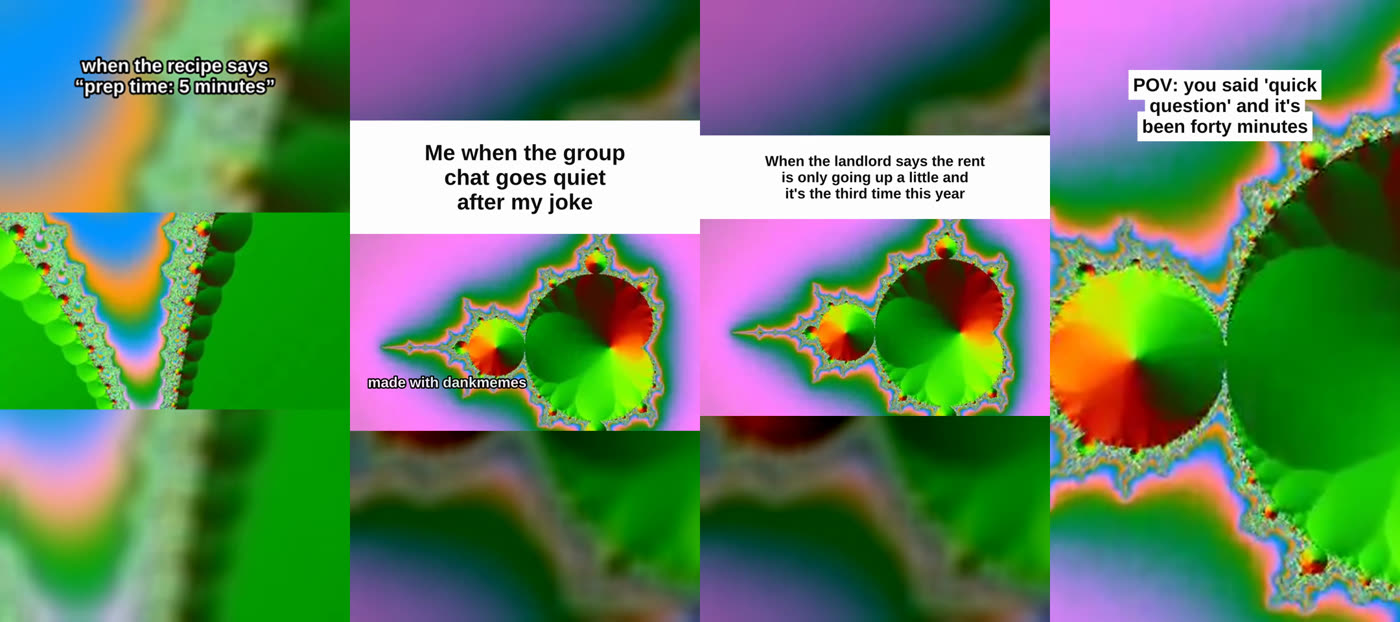 when the recipe says
“prep time: 5 minutes”
Me when the group
chat goes quiet
after my joke
made with dankmemes
When the landlord says the rent
is only going up a little and
it's the third time this year
POV: you said 'quick
question' and it's
been forty minutes